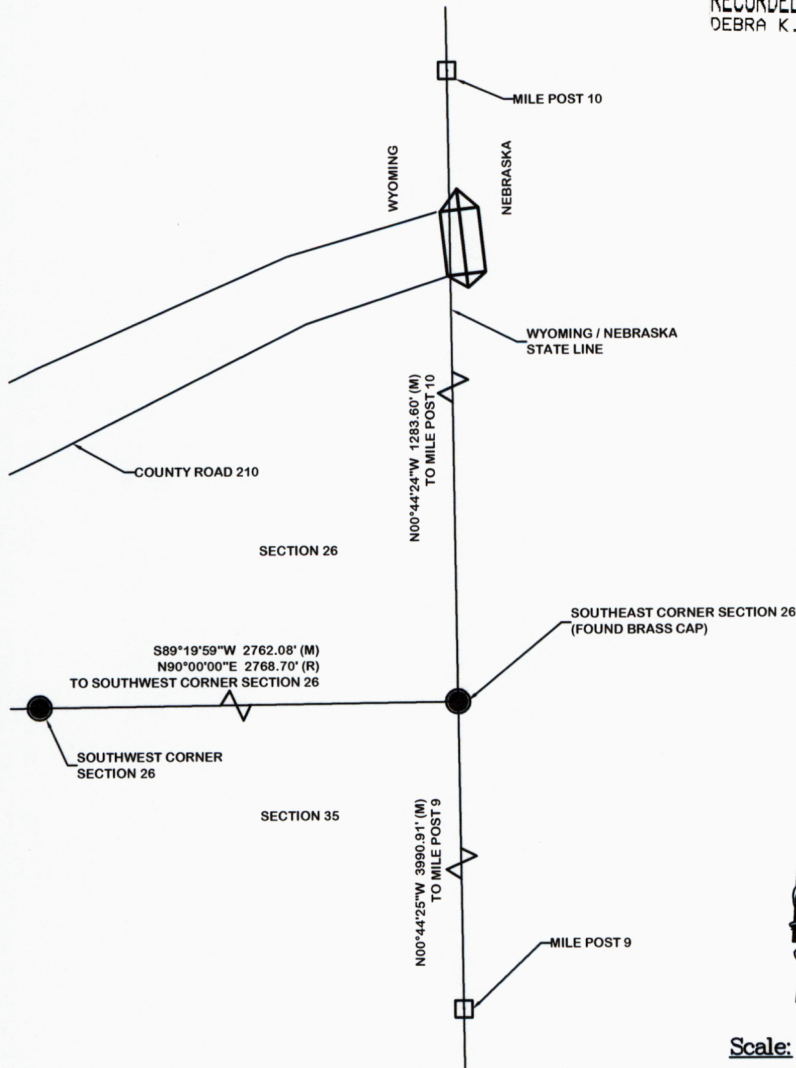 DEBRA K.
MILE POST 10
WYOMING
NEBRASKA
WYOMING / NEBRASKA
STATE LINE
N00°44'24"W 1283.60' (M)
TO MILE POST 10
COUNTY ROAD 210
SECTION 26
SOUTHEAST CORNER SECTION 26
(FOUND BRASS CAP)
S89°19'59"W 2762.08' (M)
N90°00'00"E 2768.70' (R)
TO SOUTHWEST CORNER SECTION 26
SOUTHWEST CORNER
SECTION 26
SECTION 35
N00°44'25"W 3990.91' (M)
TO MILE POST 9
MILE POST 9
Scale: